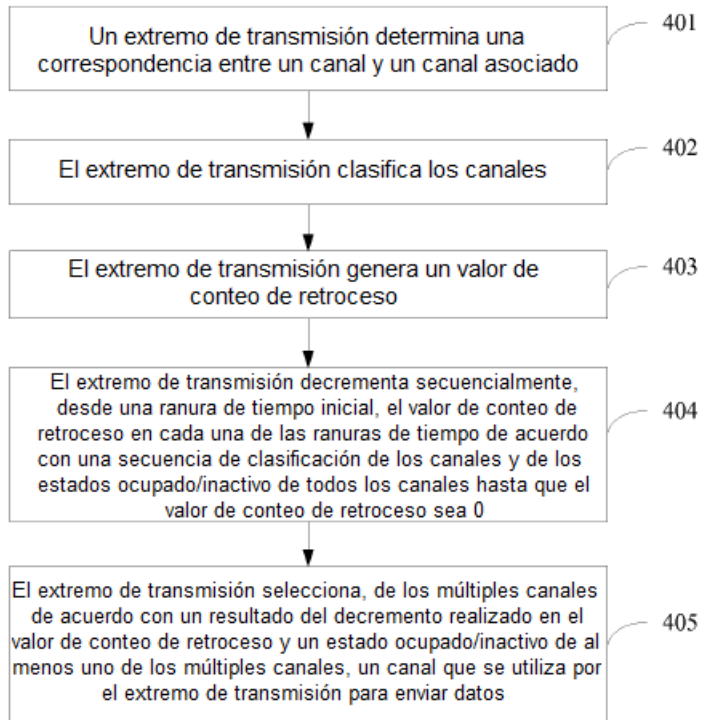 Un extremo de transmisión determina una
correspondencia entre un canal y un canal asociado
401
El extremo de transmisión clasifica los canales
402
El extremo de transmisión genera un valor de
conteo de retroceso
403
El extremo de transmisión decrementa secuencialmente,
desde una ranura de tiempo inicial, el valor de conteo de
retroceso en cada una de las ranuras de tiempo de acuerdo
con una secuencia de clasificación de los canales y de los
estados ocupado/inactivo de todos los canales hasta que el
valor de conteo de retroceso sea 0
404
El extremo de transmisión selecciona, de los múltiples canales
de acuerdo con un resultado del decremento realizado en el
valor de conteo de retroceso y un estado ocupado/inactivo de al
menos uno de los múltiples canales, un canal que se utiliza por
el extremo de transmisión para enviar datos
405